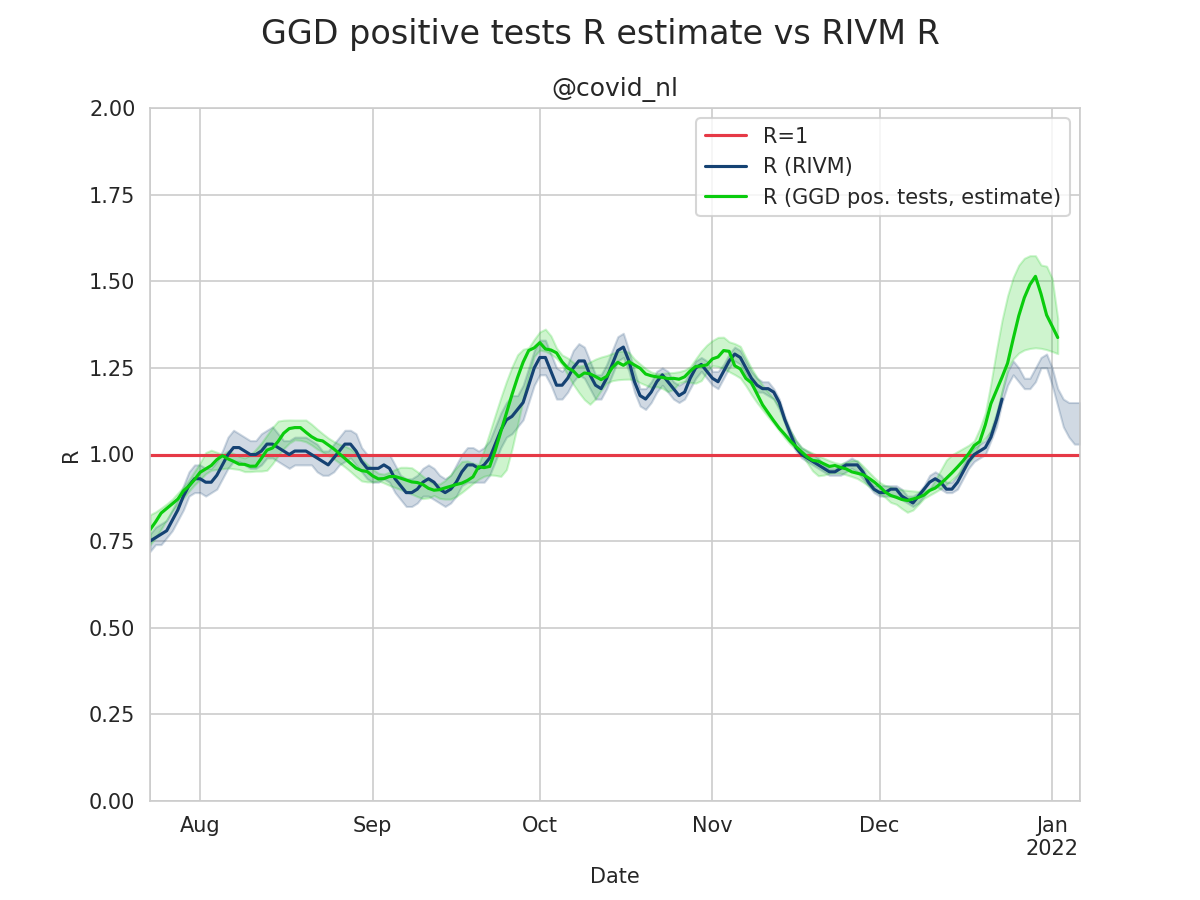 GGD positive tests R estimate vs RIVM R
@covid_nl
R=1
R (RIVM)
R (GGD pos. tests, estimate)
2.00
1.75
1.50
1.25
1.00
0.75
0.50
0.25
0.00
R
Aug Sep Oct Nov Dec Jan
2022
Date